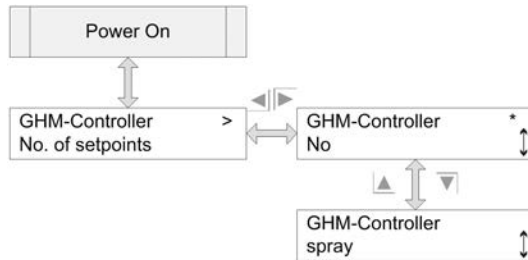 Power On
GHM-Controller >
No. of setpoints
GHM-Controller *
No
GHM-Controller
spray